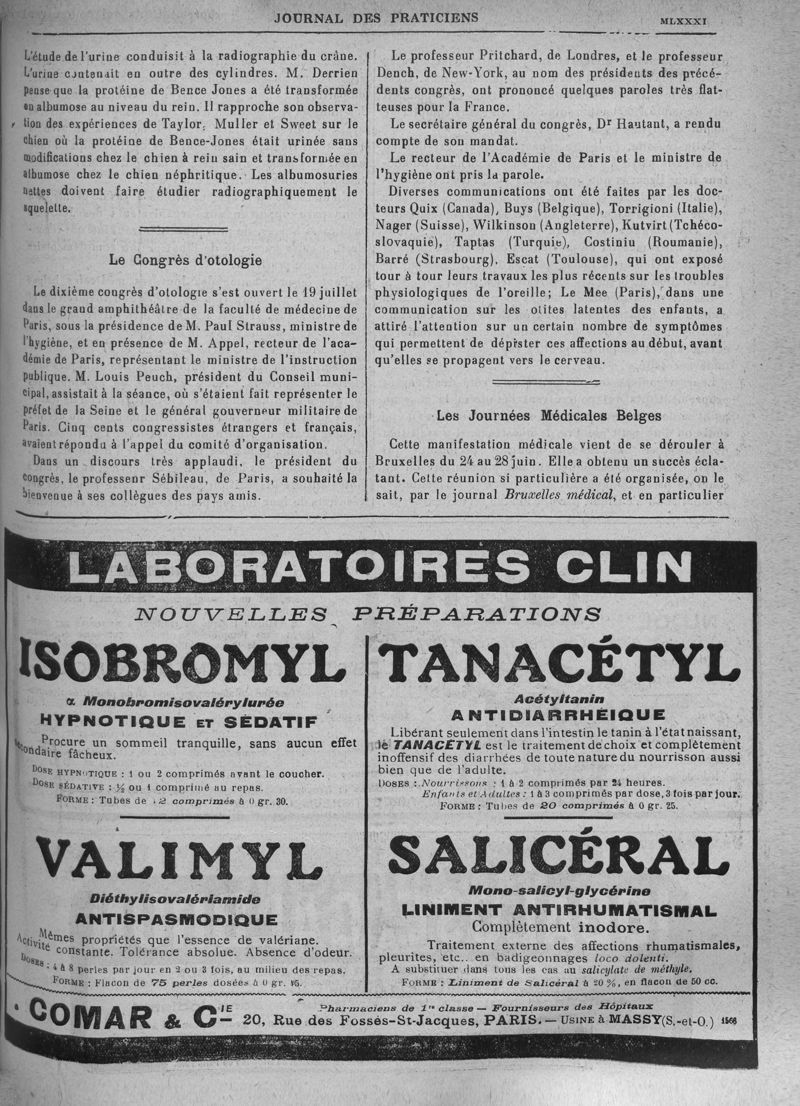 JOURNAL DES PRATICIENS
MLXXXI
L'étude de l'urine conduisit à la radiographie du crâne.
L'urine contenait en outre des cylindres. M. Derrien
pense que la protéine de Bence Jones a été transformée
en albumose au niveau du rein. Il rapproche son observa-
tion des expériences de Taylor, Muller et Sweet sur le
chien où la protéine de Bence-Jones était urinée sans
modifications chez le chien à rein sain et transformée en
albumose chez le chien néphritique. Les albumosuries
nettes doivent faire étudier radiographiquement le
squelette.
Le Congrès d'otologie
Le dixième congrès d'otologie s'est ouvert le 19 juillet
dans le grand amphithéâtre de la faculté de médecine de
Paris, sous la présidence de M. Paul Strauss, ministre de
l'hygiène, et en présence de M. Appel, recteur de l'aca-
démie de Paris, représentant le ministre de l'instruction
publique. M. Louis Peuch, président du Conseil muni-
cipal, assistait à la séance, où s'étaient fait représenter le
préfet de la Seine et le général gouverneur militaire de
Paris. Cinq cents congressistes étrangers et français,
avaient répondu à l'appel du comité d'organisation.
Dans un discours très applaudi, le président du
congrès, le professeur Sébileau, de Paris, a souhaité la
bienvenue à ses collègues des pays amis.
Le professeur Pritchard, de Londres, et le professeur
Dench, de New-York, au nom des présidents des précé-
dents congrès, ont prononcé quelques paroles très flat-
teuses pour la France.
Le secrétaire général du congrès, Dr Hautant, a rendu
compte de son mandat.
Le recteur de l'Académie de Paris et le ministre de
l'hygiène ont pris la parole.
Diverses communications ont été faites par les doc-
teurs Quix (Canada), Buys (Belgique), Torrigioni (Italie),
Nager (Suisse), Wilkinson (Angleterre), Kutvirt (Tchéco-
slovaquie), Taptas (Turquie), Costiniu (Roumanie),
Barré (Strasbourg), Escat (Toulouse), qui ont exposé
tour à tour leurs travaux les plus récents sur les troubles
physiologiques de l'oreille; Le Mee (Paris), dans une
communication sur les otites latentes des enfants, a
attiré l'attention sur un certain nombre de symptômes
qui permettent de dépister ces affections au début, avant
qu'elles se propagent vers le cerveau.
Les Journées Médicales Belges
Cette manifestation médicale vient de se dérouler à
Bruxelles du 24 au 28 juin. Elle a obtenu un succès écla-
tant. Cette réunion si particulière a été organisée, on le
sait, par le journal Bruxelles médical, et en particulier
LABORATOIRES CLIN
NOUVELLES PRÉPARATIONS
ISOBROMYL
α Monobromisovalérylurée
HYPNOTIQUE ET SÉDATIF
Procure un sommeil tranquille, sans aucun effet
secondaire fâcheux.
DOSE HYPNOTIQUE : 1 ou 2 comprimés avant le coucher.
DOSE SÉDATIVE : ½ ou 1 comprimé au repas.
FORME : Tubes de 12 comprimés à 0 gr. 30.
TANACÉTYL
Acétyltanin
ANTIDIARRHÉIQUE
Libérant seulement dans l'intestin le tanin à l'état naissant,
le TANACÉTYL est le traitement de choix et complètement
inoffensif des diarrhées de toute nature du nourrisson aussi
bien que de l'adulte.
DOSES : Nourrissons : 1 à 2 comprimés par 24 heures.
Enfants et Adultes : 1 à 3 comprimés par dose, 3 fois par jour.
FORME : Tubes de 20 comprimés à 0 gr. 25.
VALIMYL
Diéthylisovalériamide
ANTISPASMODIQUE
Mêmes propriétés que l'essence de valériane.
Activité constante. Tolérance absolue. Absence d'odeur.
DOSES : 4 à 8 perles par jour en 2 ou 3 fois, au milieu des repas.
FORME : Flacon de 75 perles dosées à 0 gr.
SALICÉRAL
Mono-salicyl-glycérine
LINIMENT ANTIRHUMATISMAL
Complètement inodore.
Traitement externe des affections rhumatismales,
pleurites, etc.. en badigeonnages loco dolenti.
A substituer dans tous les cas au salicylate de méthyle.
FORME : Liniment de Salicéral à 20 %, en flacon de 50 cc.
COMAR & CIE
Pharmaciens de 1re classe — Fournisseurs des Hôpitaux
20, Rue des Fossés-St-Jacques, PARIS. — USINE à MASSY (S.-et-O.) 1566